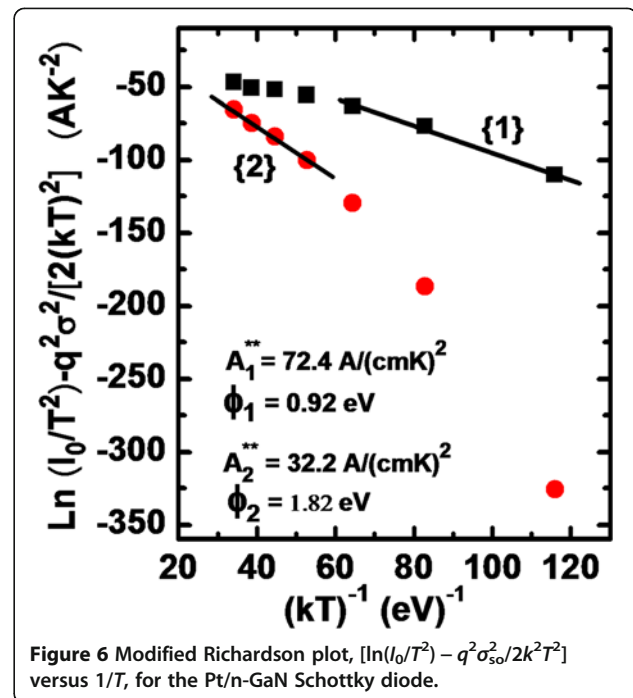 Ln (I₀/T²)-q²σ²/[2(kT)²] (AK⁻²)
-50
-100
-150
-200
-250
-300
-350
{1}
{2}
A₁** = 72.4 A/(cmK)²
ϕ₁ = 0.92 eV
A₂** = 32.2 A/(cmK)²
ϕ₂ = 1.82 eV
20 40 60 80 100 120
(kT)⁻¹ (eV)⁻¹
Figure 6 Modified Richardson plot, [ln(I₀/T²) – q²σ²ₛₒ/2k²T²]
versus 1/T, for the Pt/n-GaN Schottky diode.